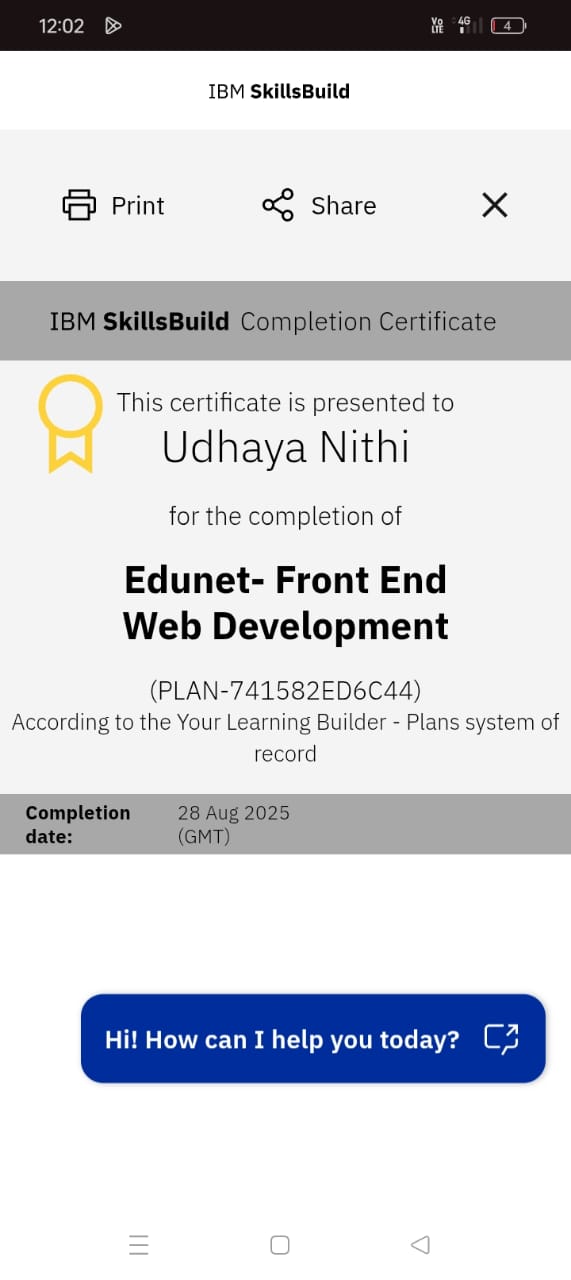 12:02
Vo LTE 4G 4
IBM SkillsBuild
Print Share
IBM SkillsBuild Completion Certificate
This certificate is presented to
Udhaya Nithi
for the completion of
Edunet- Front End
Web Development
(PLAN-741582ED6C44)
According to the Your Learning Builder - Plans system of
record
Completion date: 28 Aug 2025 (GMT)
Hi! How can I help you today?